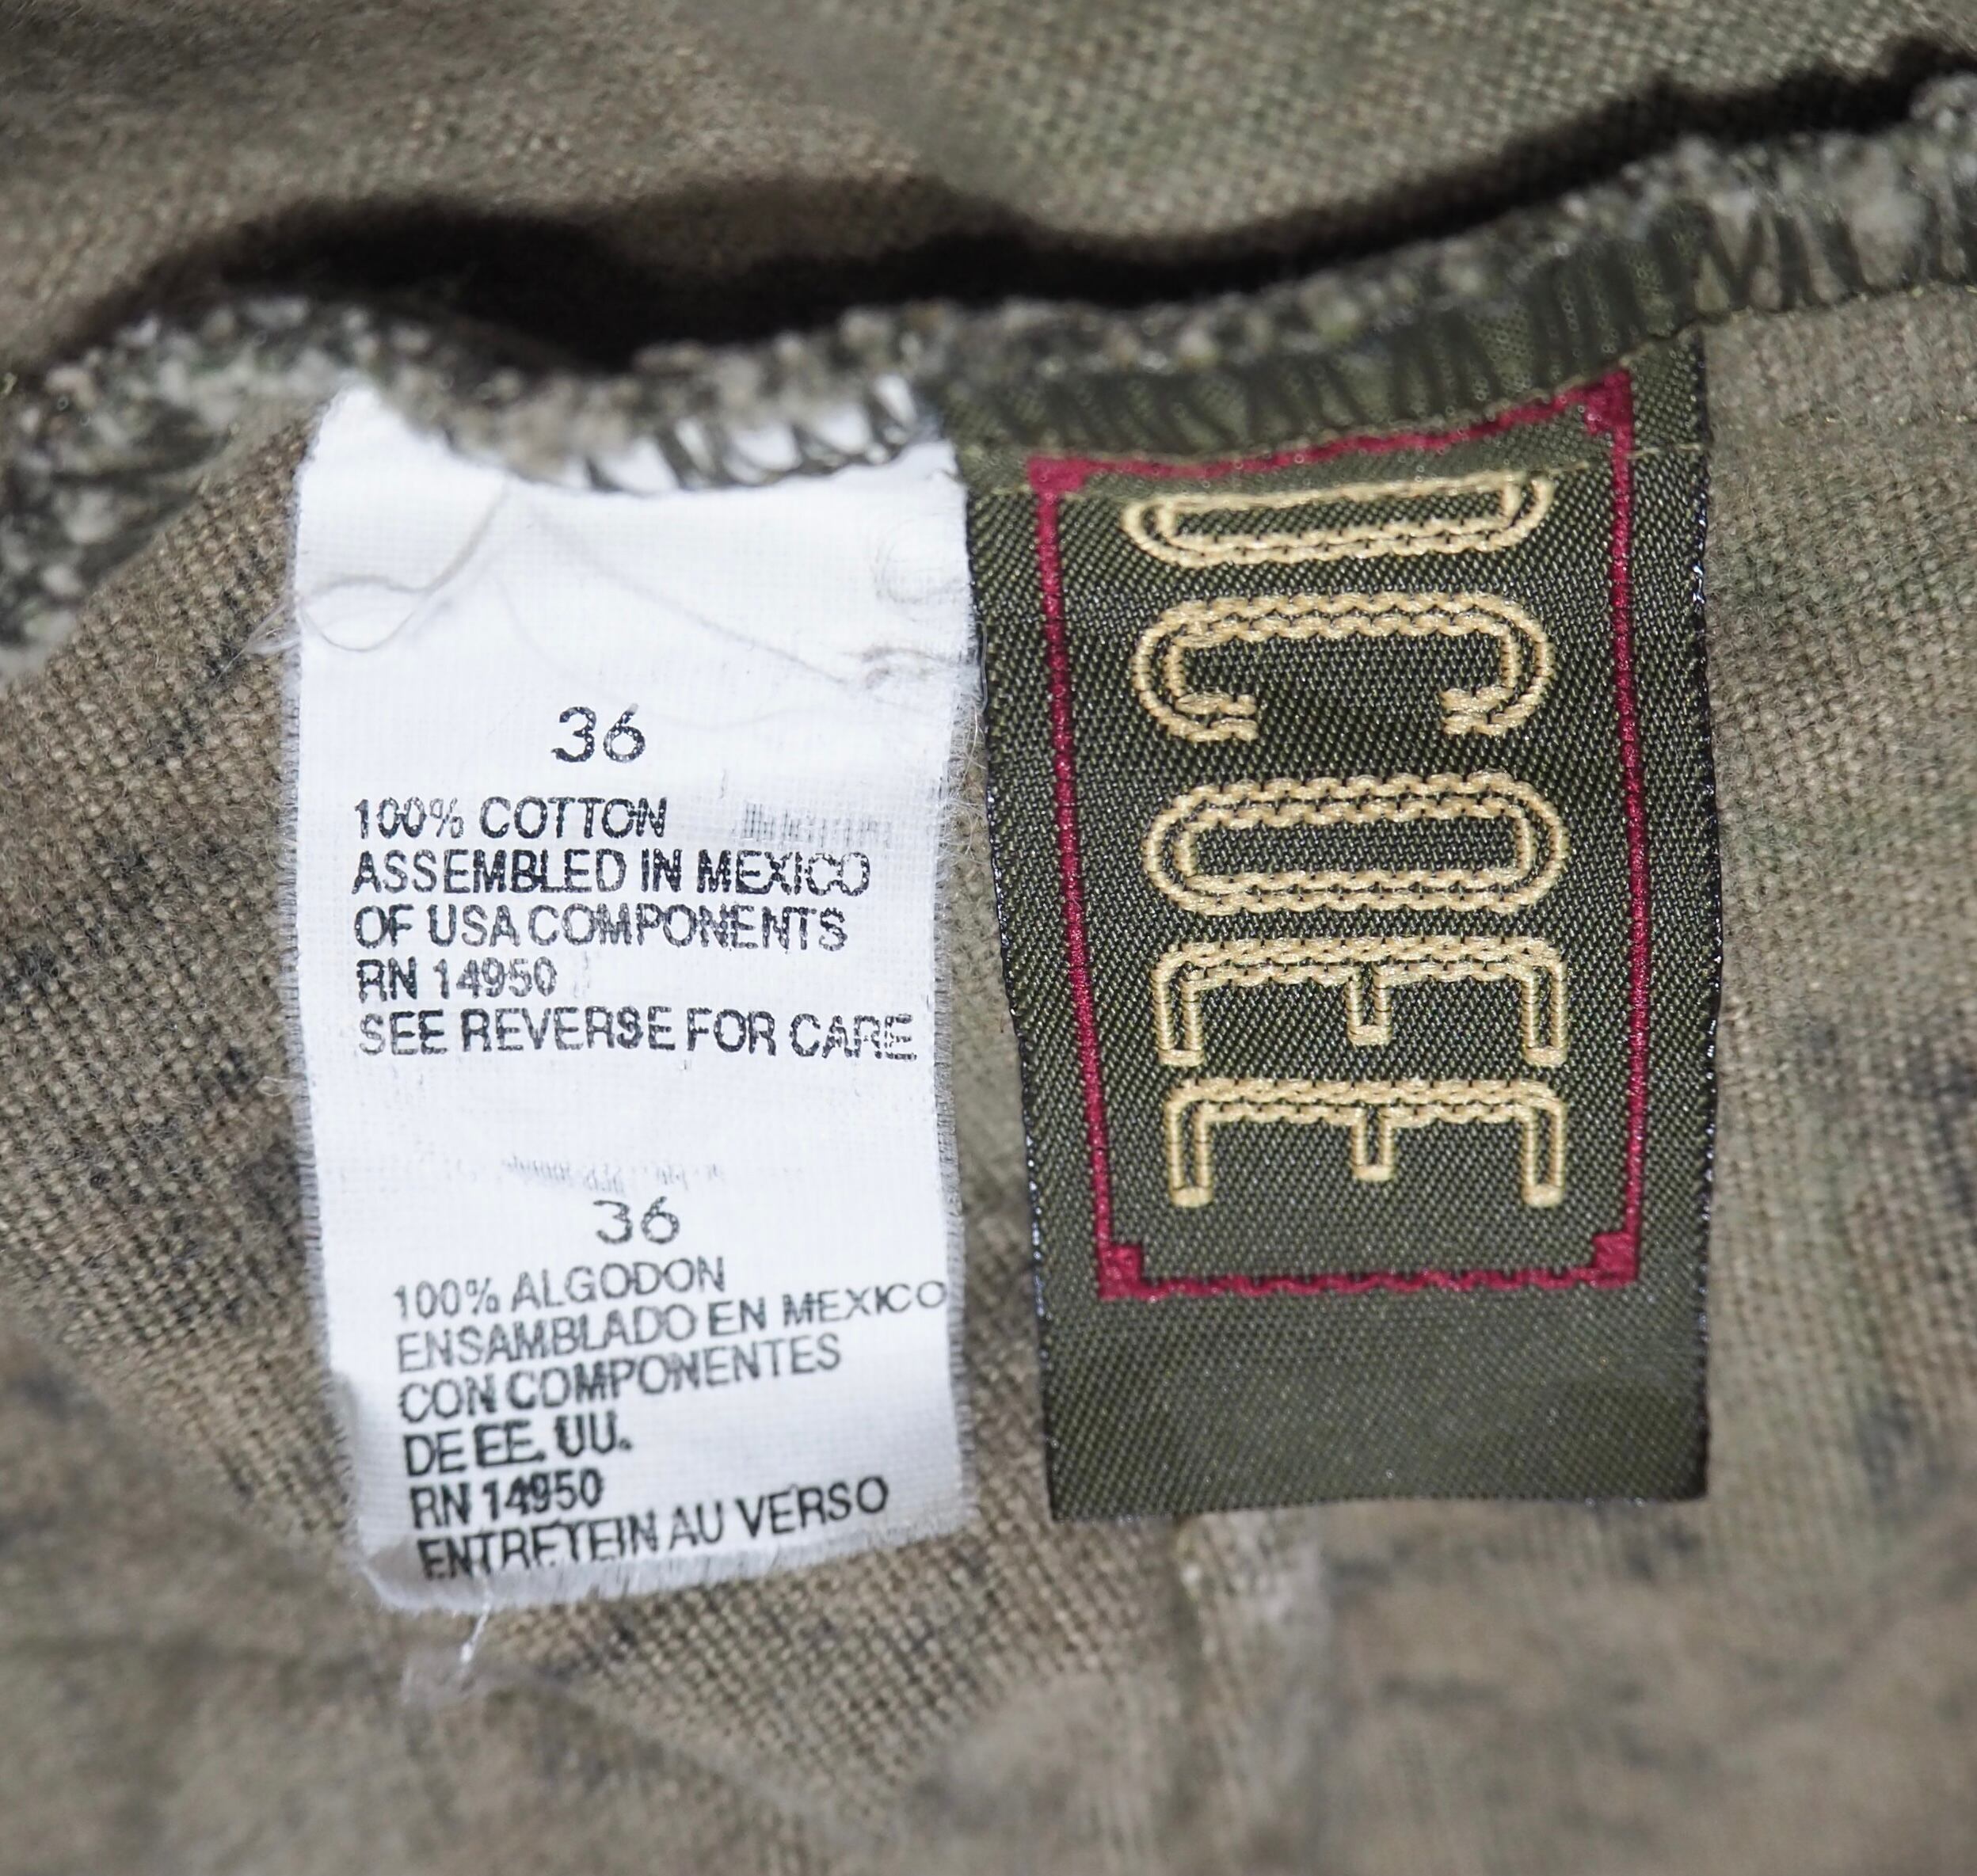 36
100% COTTON
ASSEMBLED IN MEXICO
OF USA COMPONENTS
RN 14950
SEE REVERSE FOR CARE
36
100% ALGODON
ENSAMBLADO EN MEXICO
CON COMPONENTES
DE EE. UU.
RN 14950
ENTRETEIN AU VERSO
OCOEE